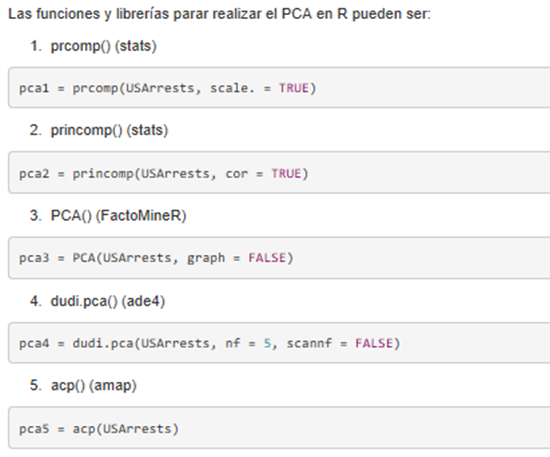 Las funciones y librerías parar realizar el PCA en R pueden ser:
1. prcomp() (stats)
pca1 = prcomp(USArrests, scale. = TRUE)
2. princomp() (stats)
pca2 = princomp(USArrests, cor = TRUE)
3. PCA() (FactoMineR)
pca3 = PCA(USArrests, graph = FALSE)
4. dudi.pca() (ade4)
pca4 = dudi.pca(USArrests, nf = 5, scannf = FALSE)
5. acp() (amap)
pca5 = acp(USArrests)